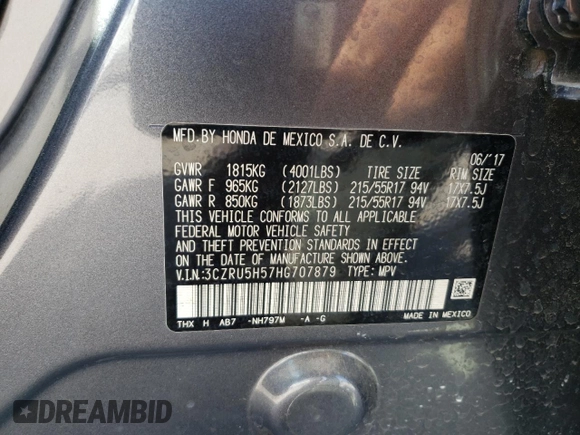 MFD. BY HONDA DE MEXICO S.A. DE C.V.
06/'17
GVWR 1815KG (4001LBS) TIRE SIZE RIM SIZE
GAWR F 965KG (2127LBS) 215/55R17 94V 17X7.5J
GAWR R 850KG (1873LBS) 215/55R17 94V 17X7.5J
THIS VEHICLE CONFORMS TO ALL APPLICABLE
FEDERAL MOTOR VEHICLE SAFETY
AND THEFT PREVENTION STANDARDS IN EFFECT
ON THE DATE OF MANUFACTURE SHOWN ABOVE.
V.I.N.:3CZRU5H57HG707879 TYPE: MPV
THX H AB7 -NH797M -A -G MADE IN MEXICO
DREAMBID